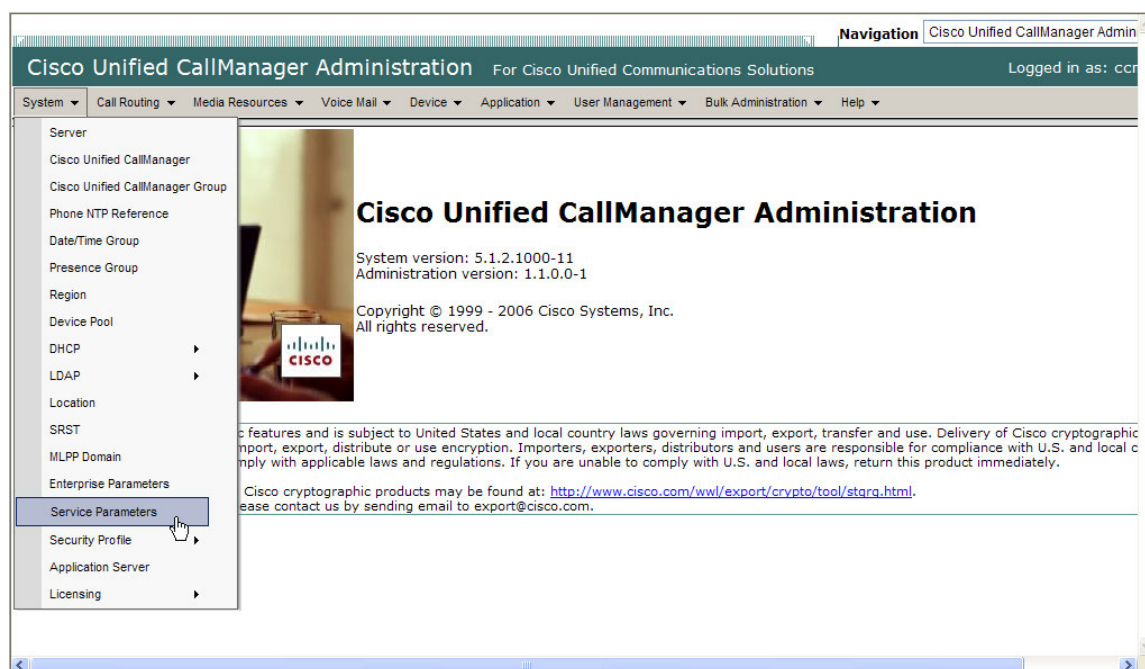 Navigation Cisco Unified CallManager Admin
Cisco Unified CallManager Administration For Cisco Unified Communications Solutions Logged in as: ccm
System Call Routing Media Resources Voice Mail Device Application User Management Bulk Administration Help
Server
Cisco Unified CallManager
Cisco Unified CallManager Group
Phone NTP Reference
Date/Time Group
Presence Group
Region
Device Pool
DHCP
LDAP
Location
SRST
MLPP Domain
Enterprise Parameters
Service Parameters
Security Profile
Application Server
Licensing
CISCO
Cisco Unified CallManager Administration
System version: 5.1.2.1000-11
Administration version: 1.1.0.0-1
Copyright © 1999 - 2006 Cisco Systems, Inc.
All rights reserved.
c features and is subject to United States and local country laws governing import, export, transfer and use. Delivery of Cisco cryptographic
mport, export, distribute or use encryption. Importers, exporters, distributors and users are responsible for compliance with U.S. and local c
mply with applicable laws and regulations. If you are unable to comply with U.S. and local laws, return this product immediately.
Cisco cryptographic products may be found at: http://www.cisco.com/wwl/export/crypto/tool/stqrg.html.
ease contact us by sending email to export@cisco.com.